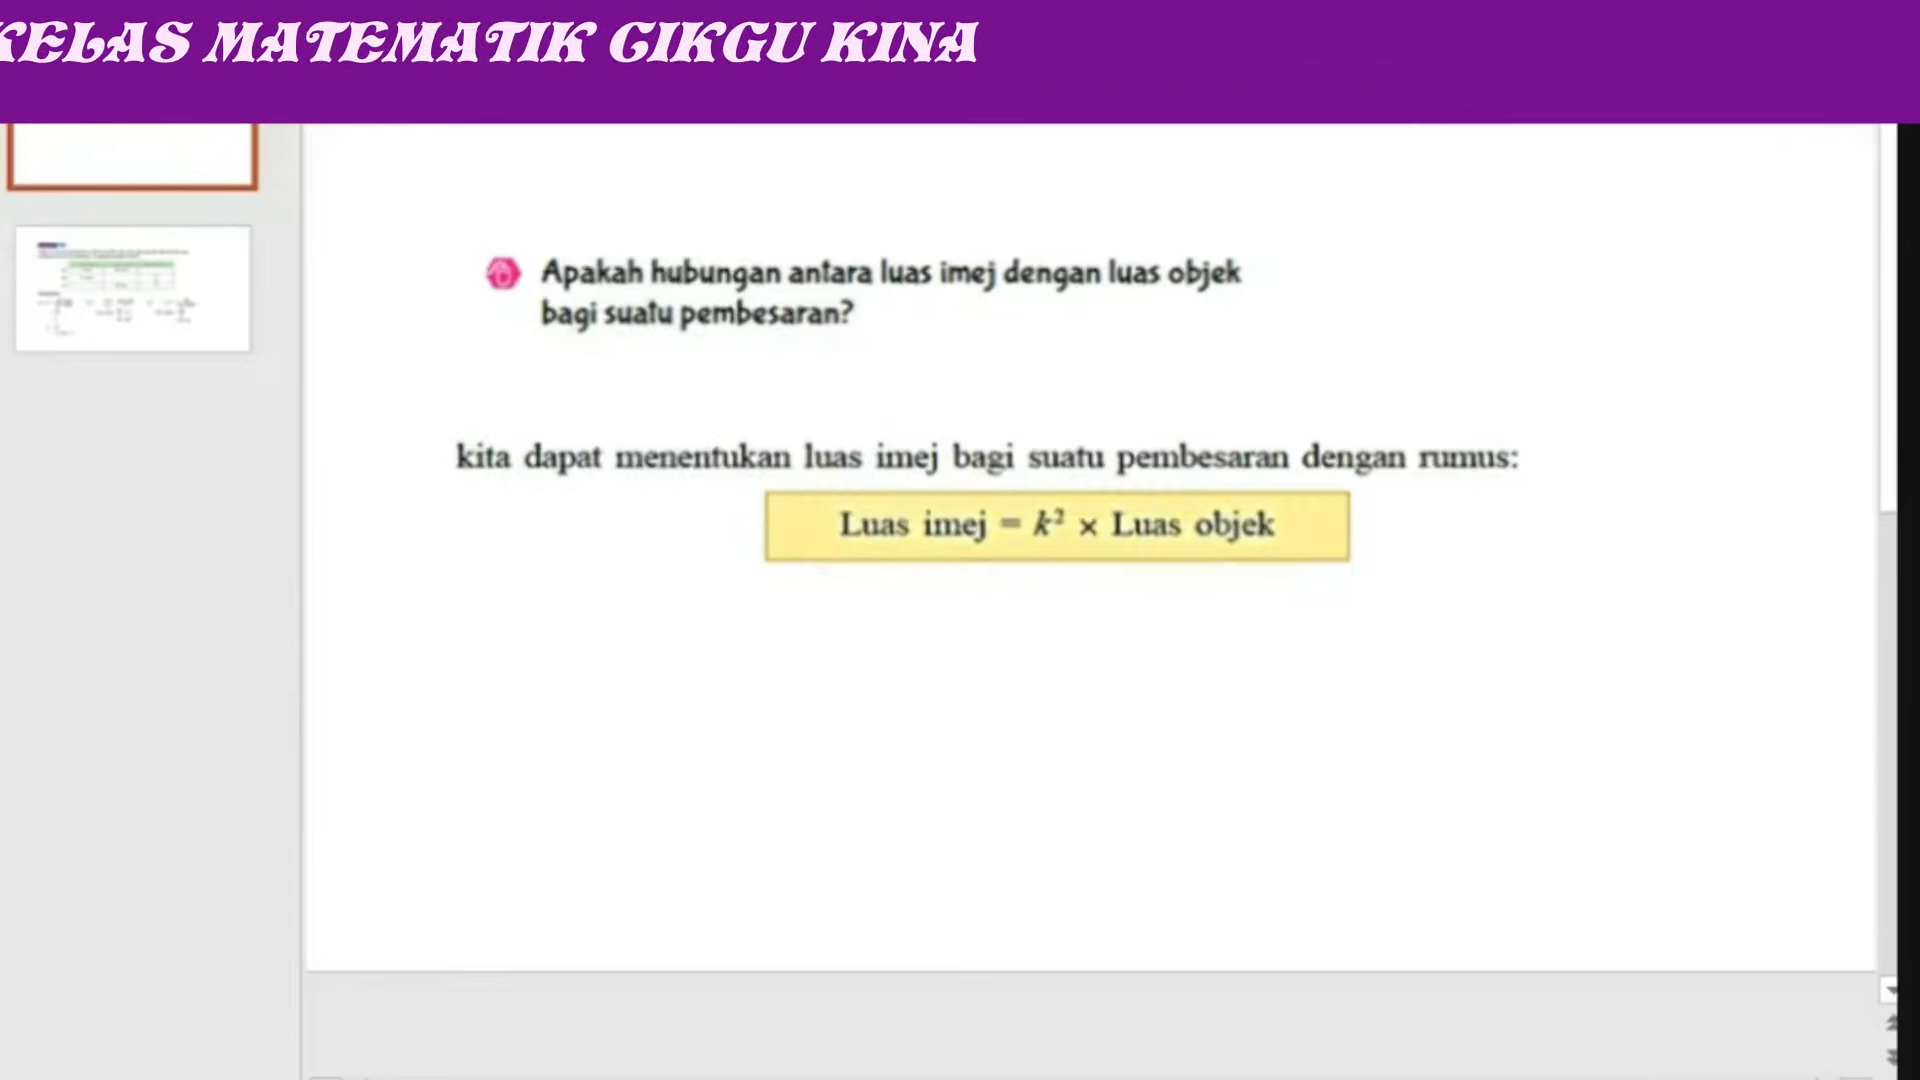 KELAS MATEMATIK CIKGU KINA
Apakah hubungan antara luas imej dengan luas objek
bagi suatu pembesaran?
kita dapat menentukan luas imej bagi suatu pembesaran dengan rumus:
Luas imej = k² × Luas objek